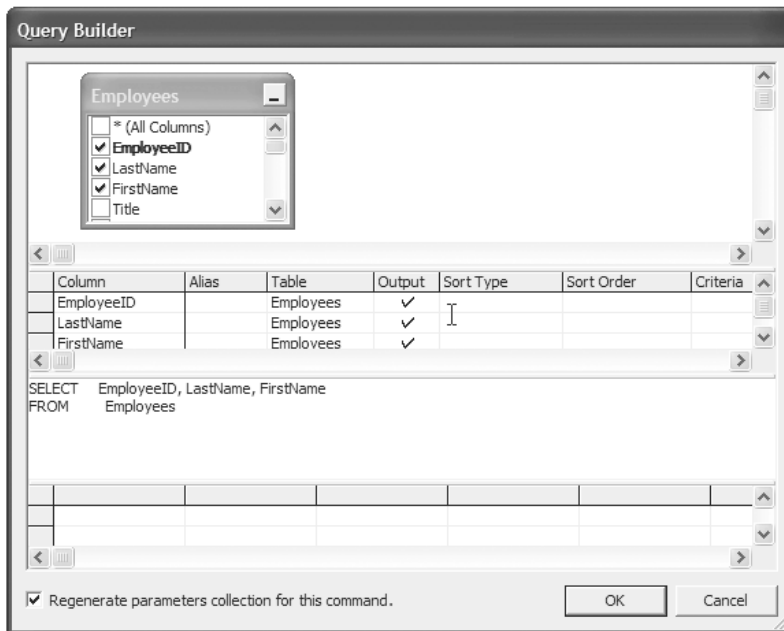 Query Builder
Employees
* (All Columns)
EmployeeID
LastName
FirstName
Title
Column Alias Table Output Sort Type Sort Order Criteria
EmployeeID Employees
LastName Employees
FirstName Employees
SELECT EmployeeID, LastName, FirstName
FROM Employees
Regenerate parameters collection for this command.
OK Cancel